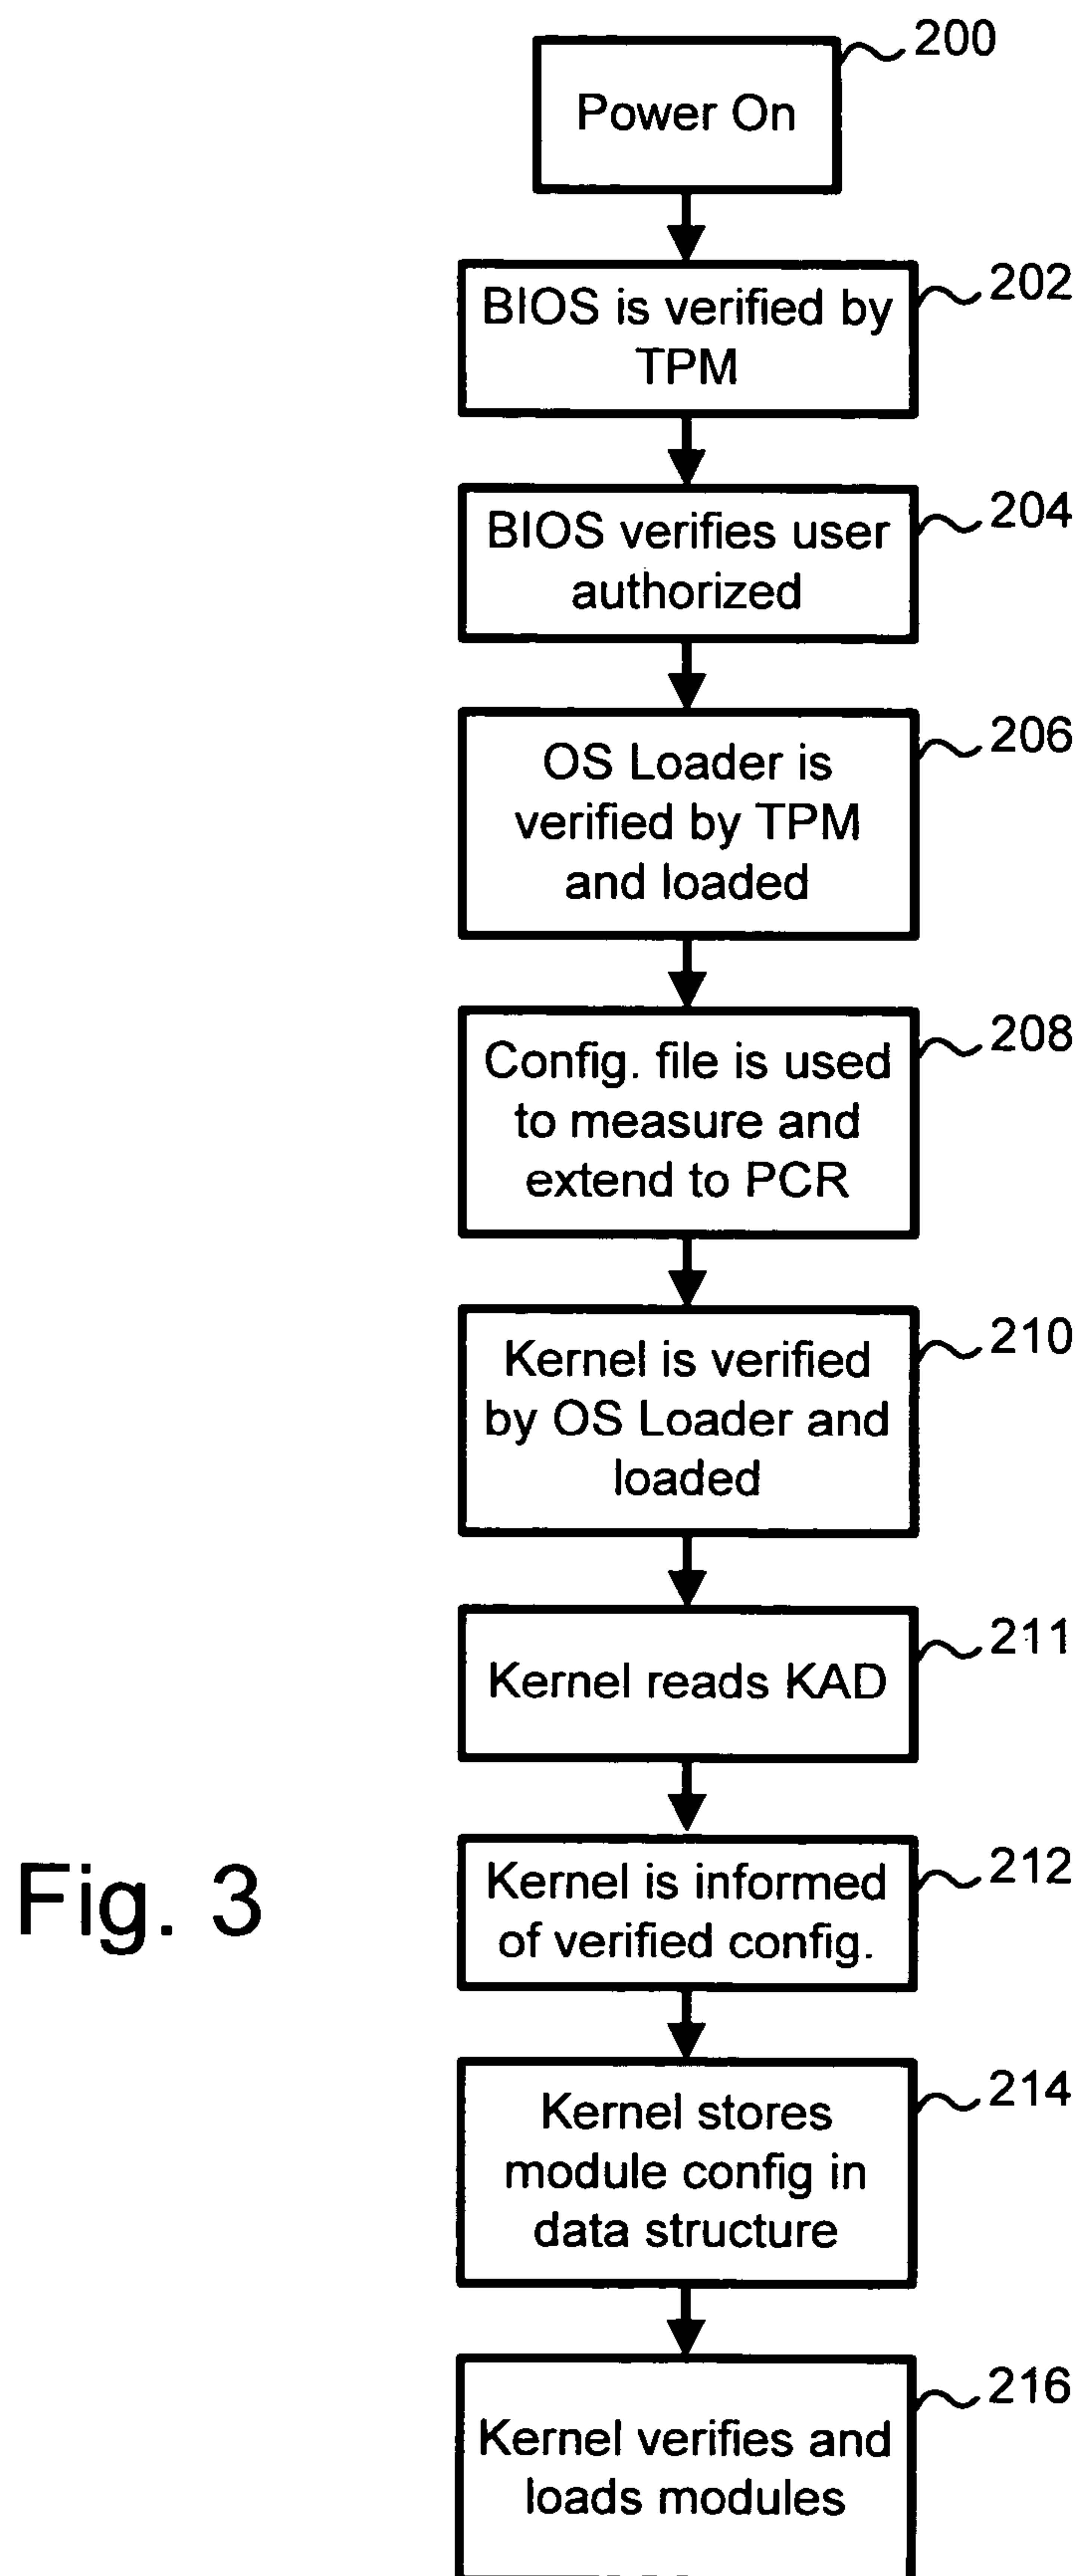 200
Power On
202
BIOS is verified by
TPM
204
BIOS verifies user
authorized
206
OS Loader is
verified by TPM
and loaded
208
Config. file is used
to measure and
extend to PCR
210
Kernel is verified
by OS Loader and
loaded
211
Kernel reads KAD
212
Kernel is informed
of verified config.
Fig. 3
214
Kernel stores
module config in
data structure
216
Kernel verifies and
loads modules